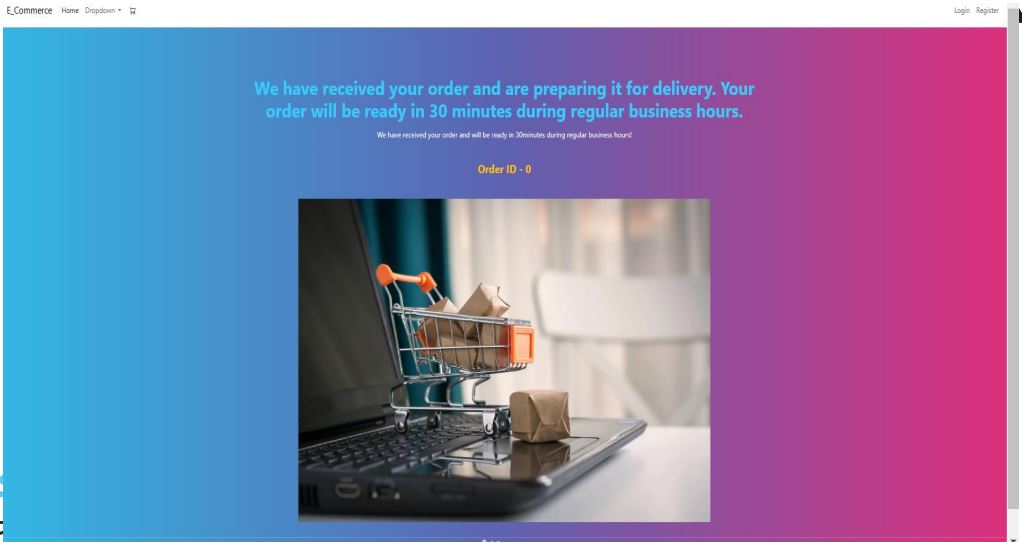 E_Commerce Home Dropdown Login Register
We have received your order and are preparing it for delivery. Your
order will be ready in 30 minutes during regular business hours.
We have received your order and will be ready in 30minutes during regular business hours!
Order ID - 0